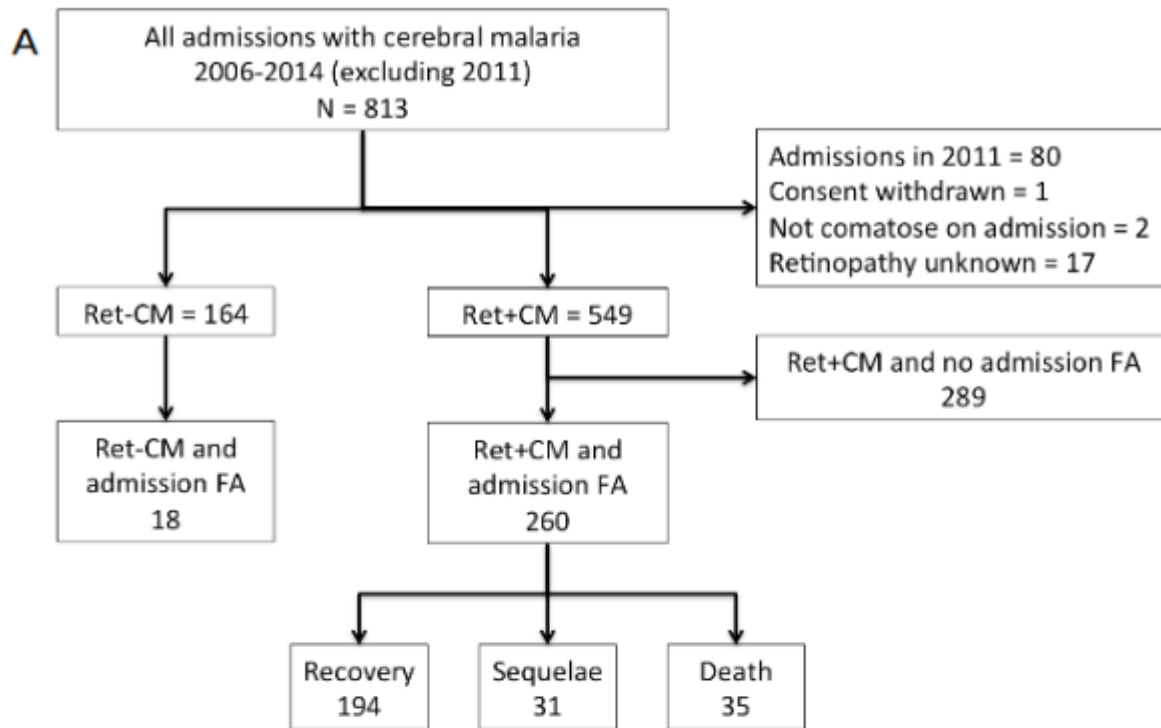 A
All admissions with cerebral malaria
2006-2014 (excluding 2011)
N = 813
Admissions in 2011 = 80
Consent withdrawn = 1
Not comatose on admission = 2
Retinopathy unknown = 17
Ret-CM = 164
Ret+CM = 549
Ret+CM and no admission FA
289
Ret-CM and
admission FA
18
Ret+CM and
admission FA
260
Recovery
194
Sequelae
31
Death
35